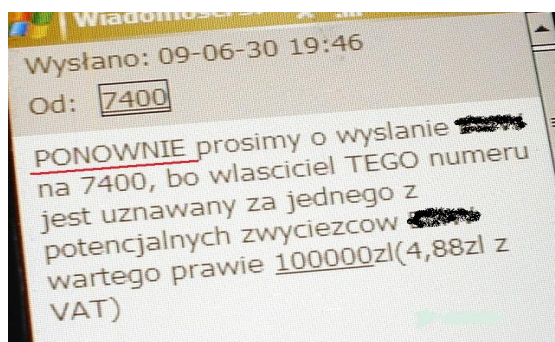 Wiadomości S
Wysłano: 09-06-30 19:46
Od: 7400
PONOWNIE prosimy o wyslanie
na 7400, bo wlasciciel TEGO numeru
jest uznawany za jednego z
potencjalnych zwyciezcow
wartego prawie 100000zl(4,88zl z
VAT)